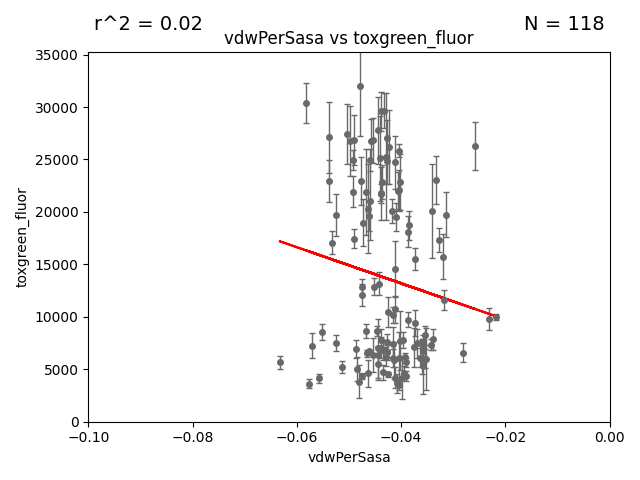 r^2 = 0.02
N = 118
vdwPerSasa vs toxgreen_fluor
35000
30000
25000
20000
15000
10000
5000
0
toxgreen_fluor
−0.10
−0.08
−0.06
−0.04
−0.02
0.00
vdwPerSasa